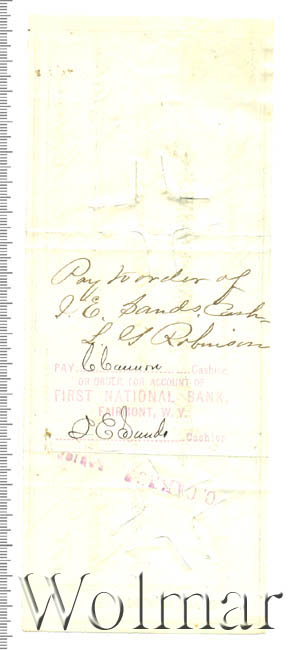 Pay to order of
J. E. Sands. Cash
L. G Robinson
PAY Cashier
OR ORDER, FOR ACCOUNT OF
FIRST NATIONAL BANK,
FAIRMONT, W. V.
J E Sands Cashier
Wolmar